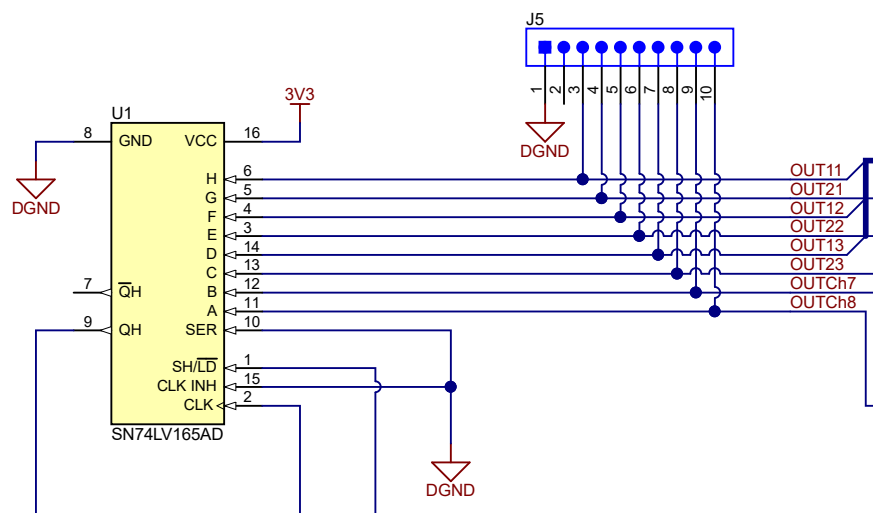 J5
1 2 3 4 5 6 7 8 9 10
DGND
3V3
U1
8 GND VCC 16
DGND
H 6 OUT11
G 5 OUT21
F 4 OUT12
E 3 OUT22
D 14 OUT13
C 13 OUT23
7 QH B 12 OUTCh7
A 11 OUTCh8
9 QH SER 10
SH/LD 1
CLK INH 15
CLK 2
SN74LV165AD
DGND